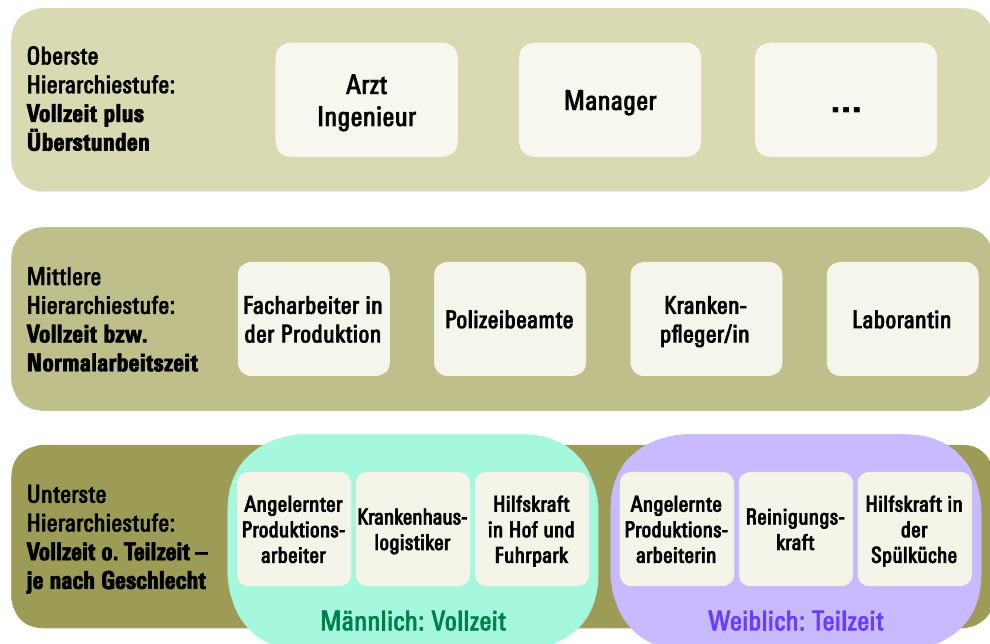 Oberste
Hierarchiestufe:
Vollzeit plus
Überstunden
Arzt
Ingenieur
Manager
...
Mittlere
Hierarchiestufe:
Vollzeit bzw.
Normalarbeitszeit
Facharbeiter in
der Produktion
Polizeibeamte
Kranken-
pfleger/in
Laborantin
Unterste
Hierarchiestufe:
Vollzeit o. Teilzeit –
je nach Geschlecht
Angelernter
Produktions-
arbeiter
Krankenhaus-
logistiker
Hilfskraft
in Hof und
Fuhrpark
Männlich: Vollzeit
Angelernte
Produktions-
arbeiterin
Reinigungs-
kraft
Hilfskraft in
der
Spülküche
Weiblich: Teilzeit